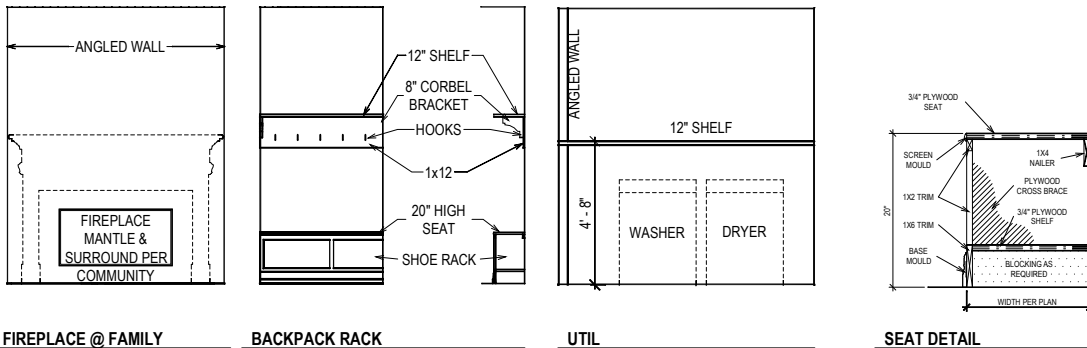 ANGLED WALL
FIREPLACE
MANTLE &
SURROUND PER
COMMUNITY
FIREPLACE @ FAMILY
12" SHELF
8" CORBEL
BRACKET
HOOKS
1x12
20" HIGH
SEAT
SHOE RACK
BACKPACK RACK
ANGLED WALL
12" SHELF
4' - 8"
WASHER
DRYER
UTIL
3/4" PLYWOOD
SEAT
SCREEN
MOULD
1X4
NAILER
1X2 TRIM
PLYWOOD
CROSS BRACE
20"
3/4" PLYWOOD
SHELF
1X6 TRIM
BASE
MOULD
BLOCKING AS
REQUIRED
WIDTH PER PLAN
SEAT DETAIL